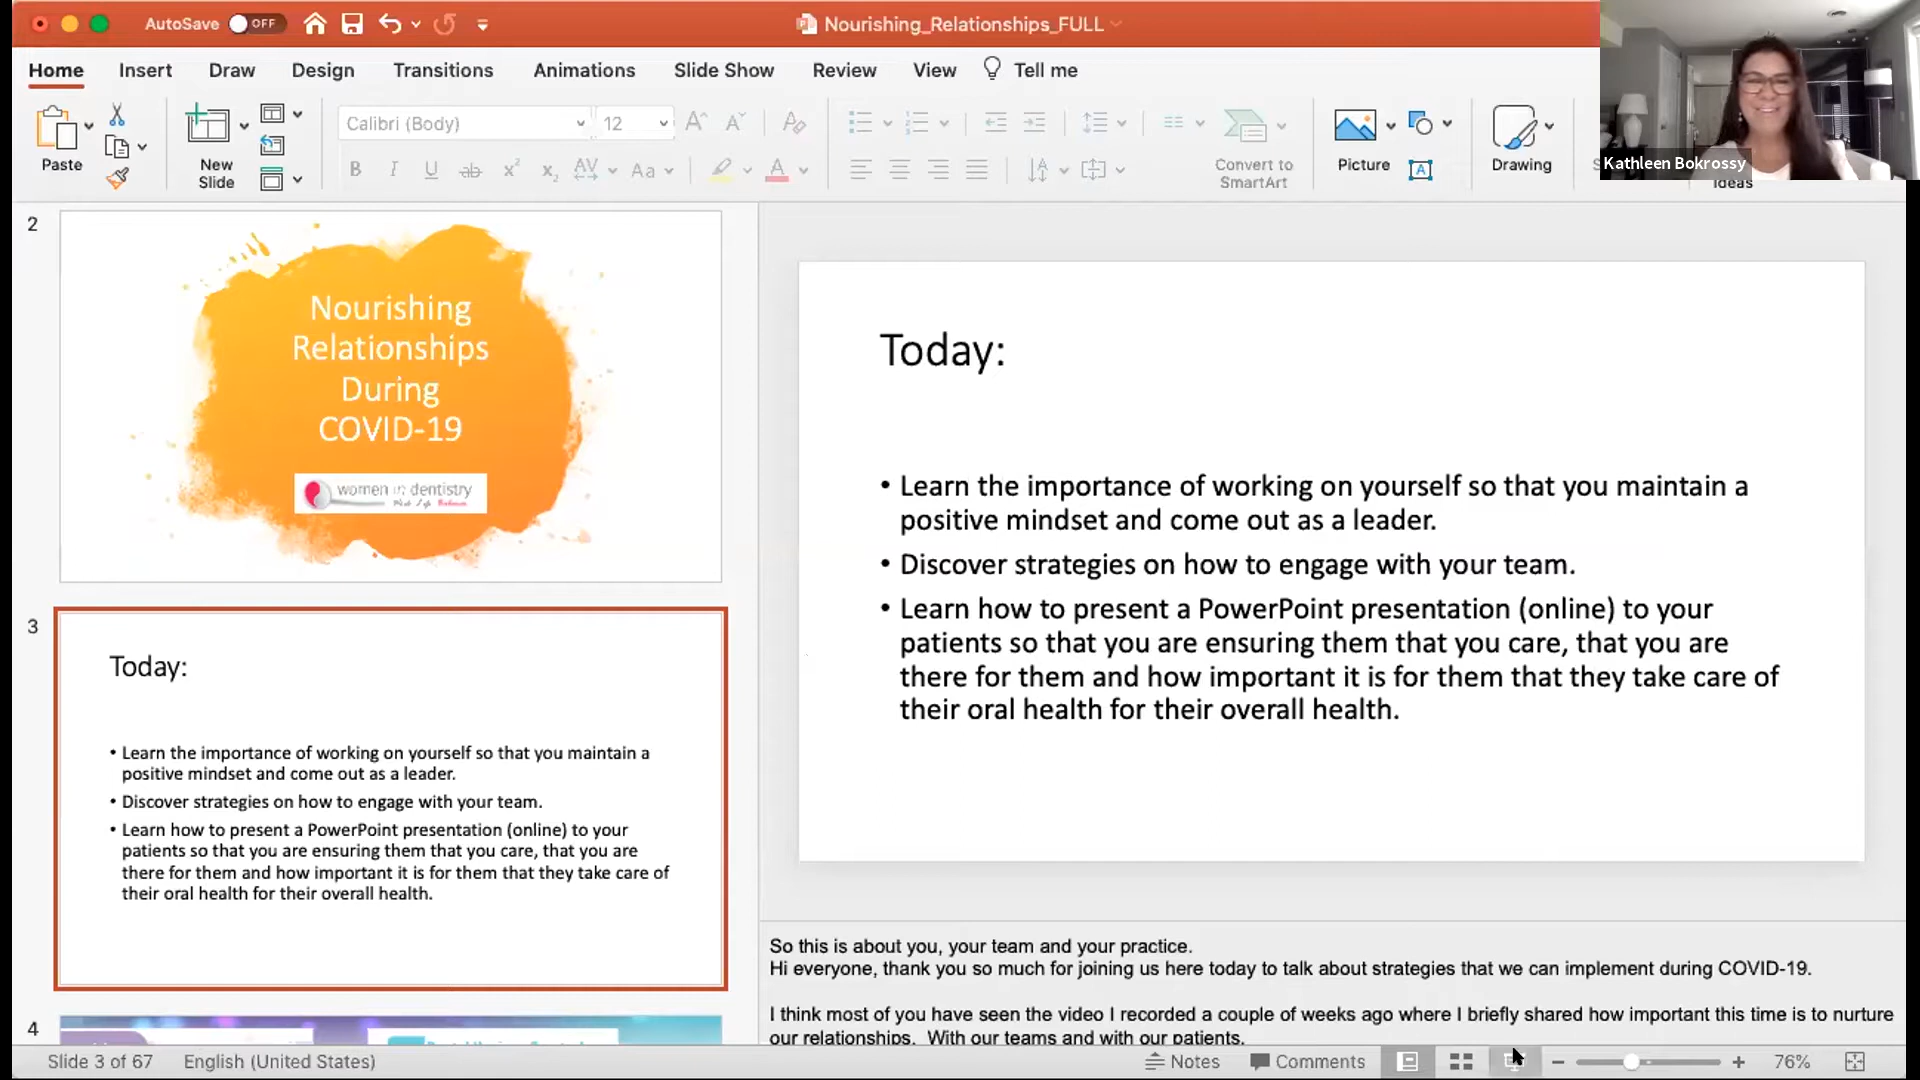 AutoSave OFF
Nourishing_Relationships_FULL
Home Insert Draw Design Transitions Animations Slide Show Review View Tell me
Calibri (Body) 12
Paste
New
Slide
Convert to
SmartArt
Picture
Drawing
Ideas
Kathleen Bokrossy
2
Nourishing
Relationships
During
COVID-19
women in dentistry
3
Today:
• Learn the importance of working on yourself so that you maintain a
positive mindset and come out as a leader.
• Discover strategies on how to engage with your team.
• Learn how to present a PowerPoint presentation (online) to your
patients so that you are ensuring them that you care, that you are
there for them and how important it is for them that they take care of
their oral health for their overall health.
4
Today:
• Learn the importance of working on yourself so that you maintain a
positive mindset and come out as a leader.
• Discover strategies on how to engage with your team.
• Learn how to present a PowerPoint presentation (online) to your
patients so that you are ensuring them that you care, that you are
there for them and how important it is for them that they take care of
their oral health for their overall health.
So this is about you, your team and your practice.
Hi everyone, thank you so much for joining us here today to talk about strategies that we can implement during COVID-19.
I think most of you have seen the video I recorded a couple of weeks ago where I briefly shared how important this time is to nurture
our relationships. With our teams and with our patients.
Slide 3 of 67 English (United States) Notes Comments 76%